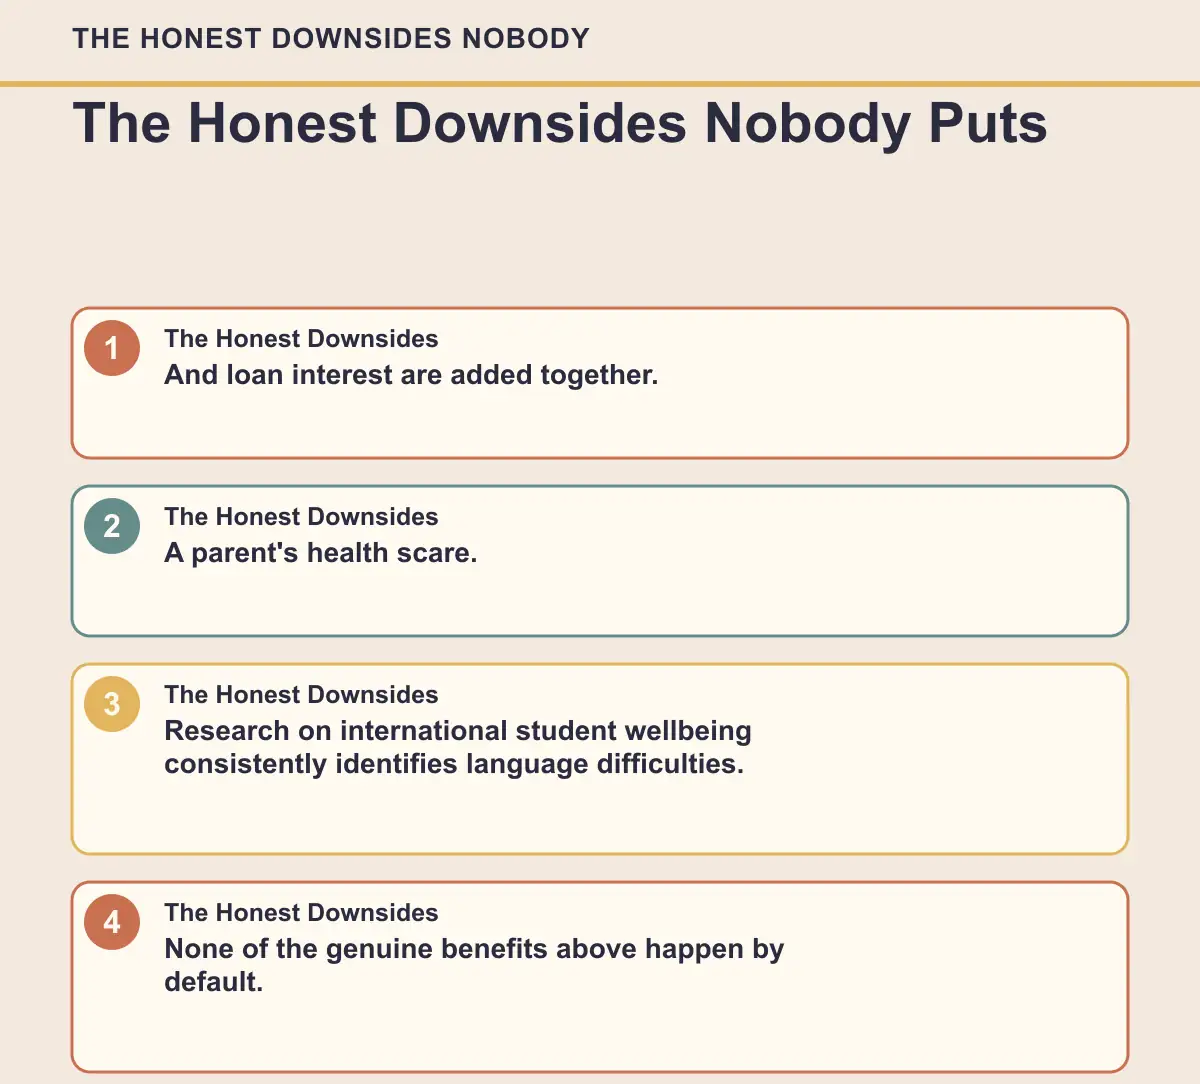 THE HONEST DOWNSIDES NOBODY
The Honest Downsides Nobody Puts
1
The Honest Downsides
And loan interest are added together.
2
The Honest Downsides
A parent's health scare.
3
The Honest Downsides
Research on international student wellbeing
consistently identifies language difficulties.
4
The Honest Downsides
None of the genuine benefits above happen by
default.